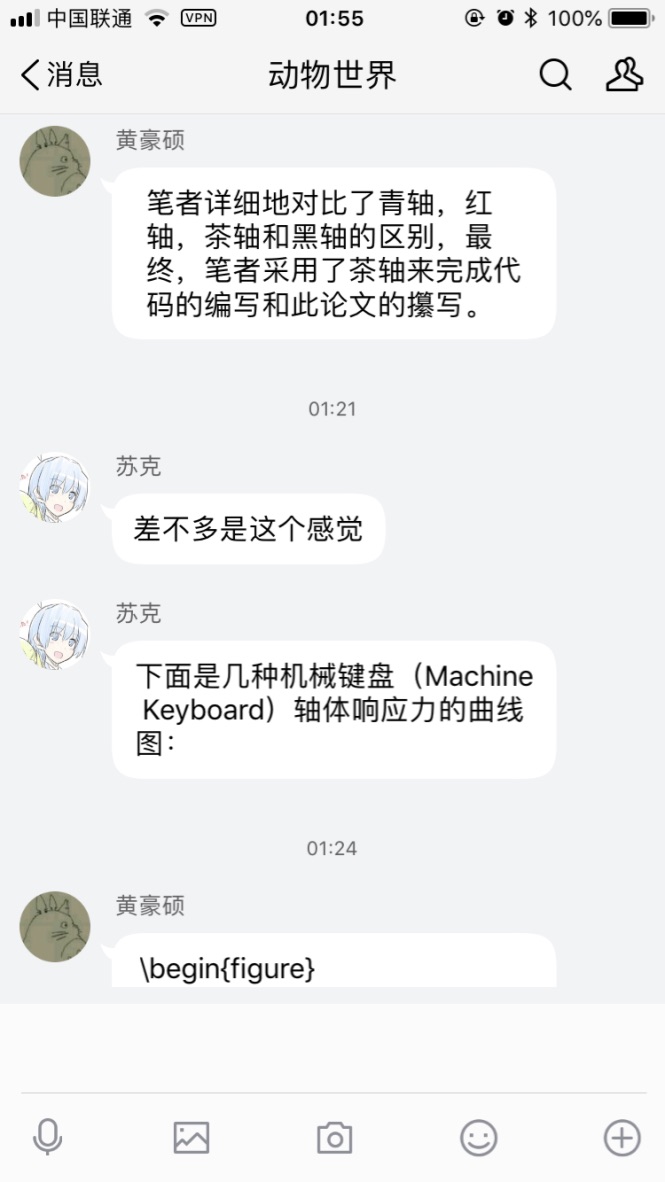 中国联通 VPN 01:55 100%
消息 动物世界
黄豪硕
笔者详细地对比了青轴，红
轴，茶轴和黑轴的区别，最
终，笔者采用了茶轴来完成代
码的编写和此论文的攥写。
01:21
苏克
差不多是这个感觉
苏克
下面是几种机械键盘（Machine
Keyboard）轴体响应力的曲线
图：
01:24
黄豪硕
\begin{figure}